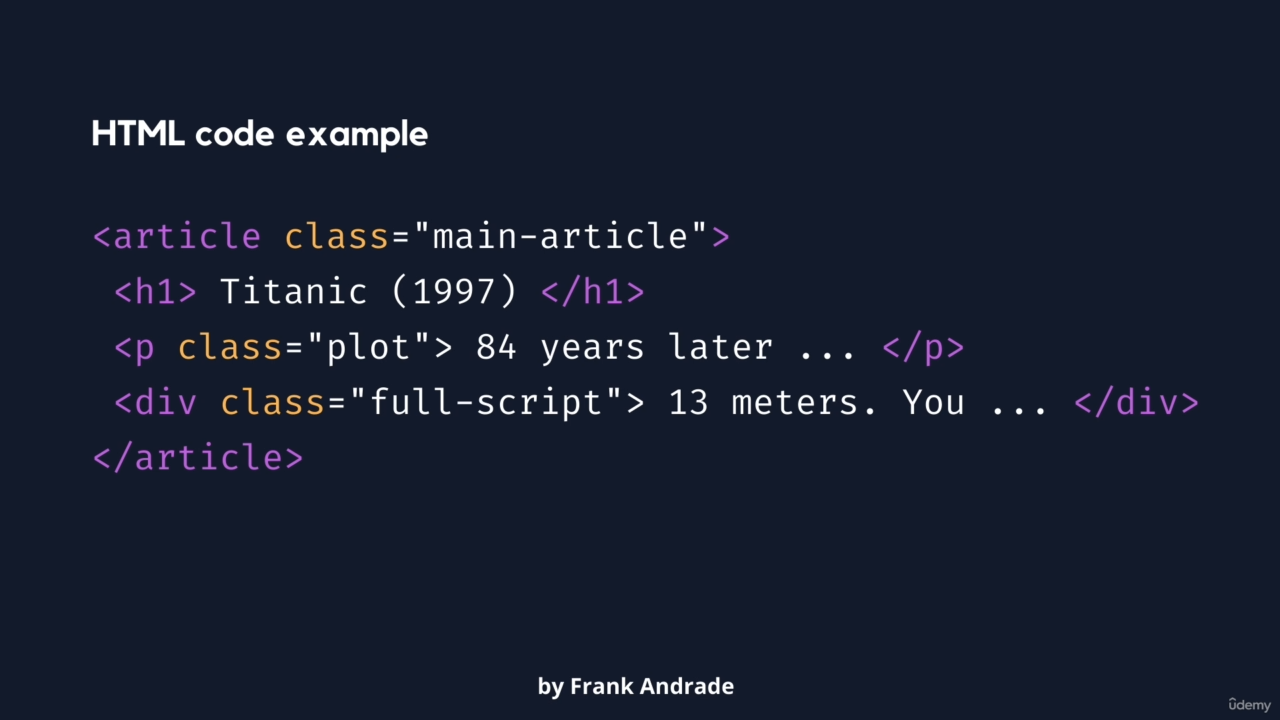 HTML code example
<article class="main-article">
<h1> Titanic (1997) </h1>
<p class="plot"> 84 years later ... </p>
<div class="full-script"> 13 meters. You ... </div>
</article>
by Frank Andrade
ûdemy